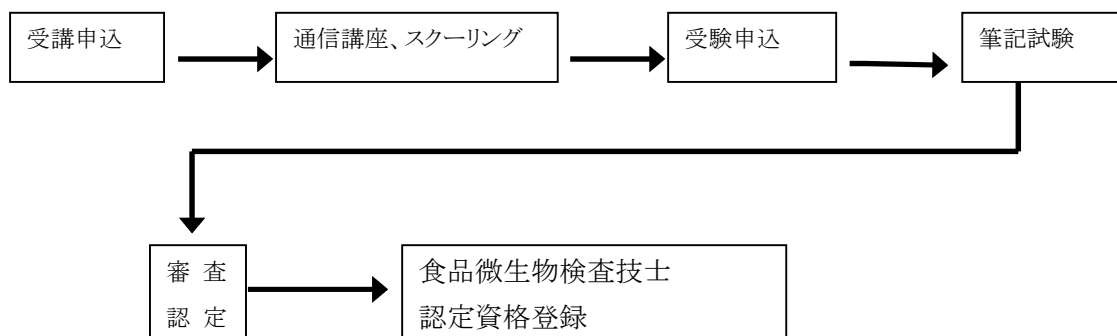 受講申込
通信講座、スクーリング
受験申込
筆記試験
審 査
認 定
食品微生物検査技士
認定資格登録